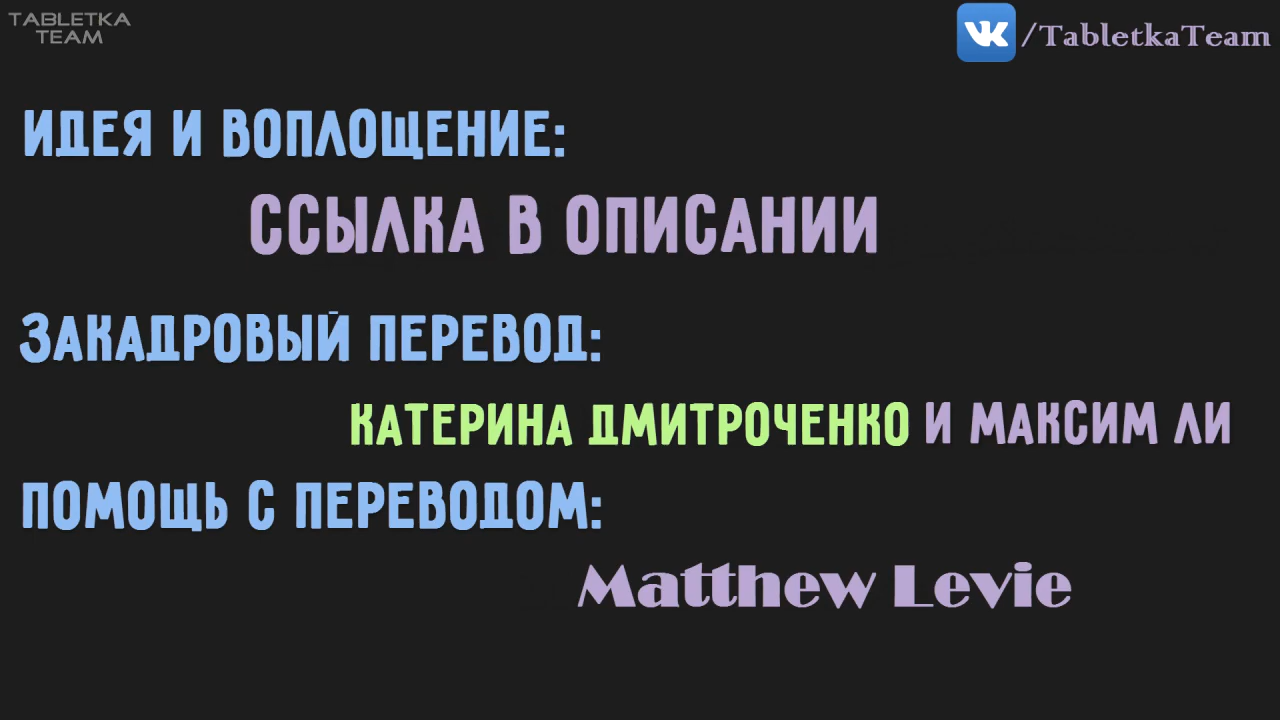 TABLETKA
TEAM
/TabletkaTeam
ИДЕЯ И ВОПЛОЩЕНИЕ:
ССЫЛКА В ОПИСАНИИ
ЗАКАДРОВЫЙ ПЕРЕВОД:
КАТЕРИНА ДМИТРОЧЕНКО И МАКСИМ ЛИ
ПОМОЩЬ С ПЕРЕВОДОМ:
Matthew Levie